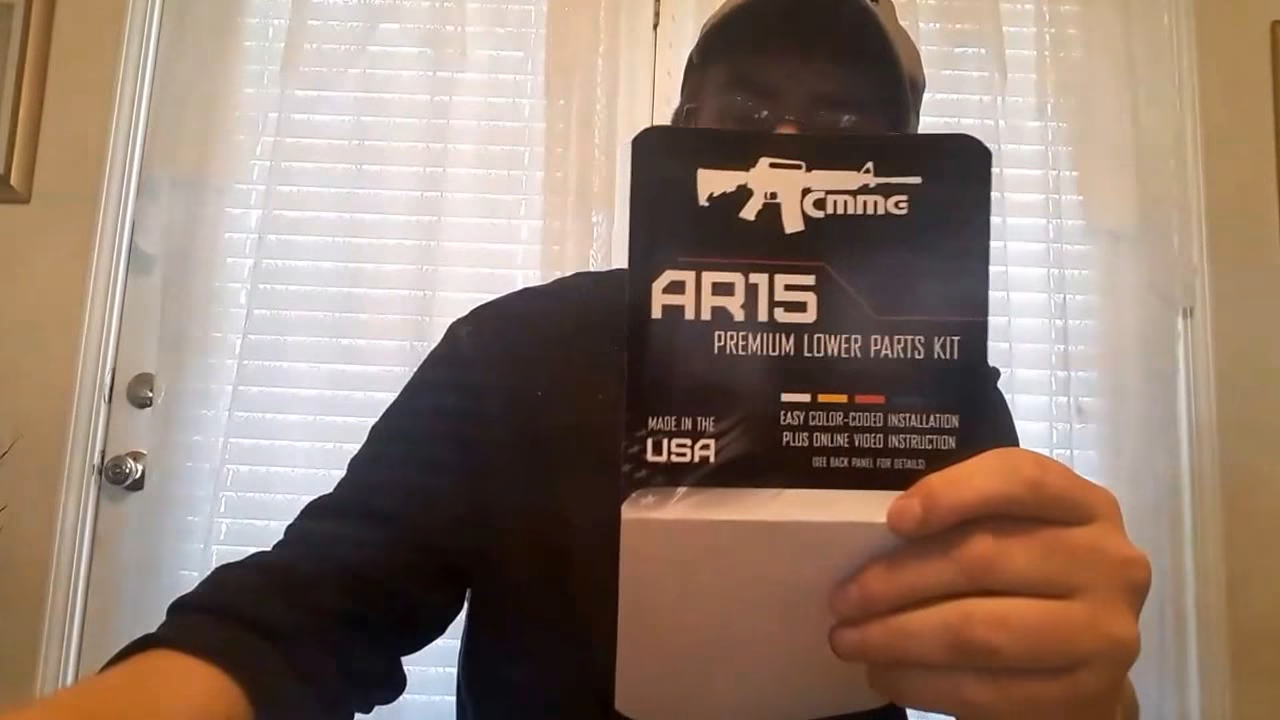 CMMG
AR15
PREMIUM LOWER PARTS KIT
EASY COLOR-CODED INSTALLATION
PLUS ONLINE VIDEO INSTRUCTION
(SEE BACK PANEL FOR DETAILS)
MADE IN THE
USA